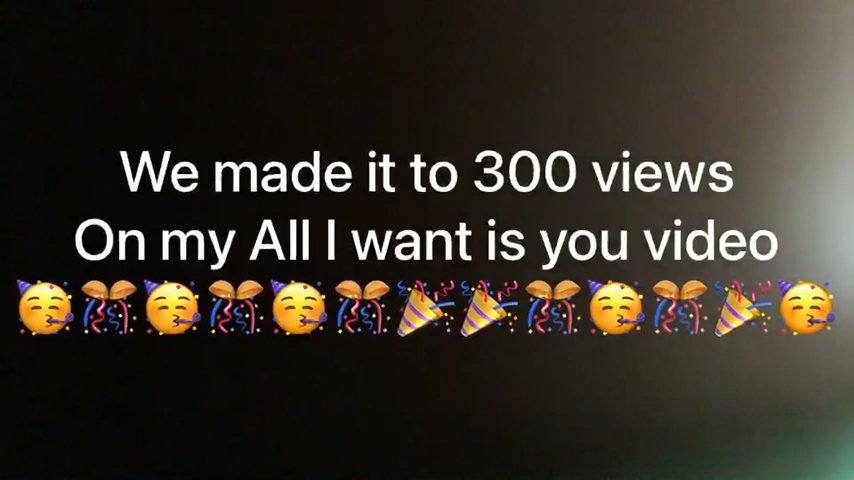 We made it to 300 views
On my All I want is you video
🥳🎊🥳🎊🥳🎊🎉🎉🎊🥳🎊🎉🥳